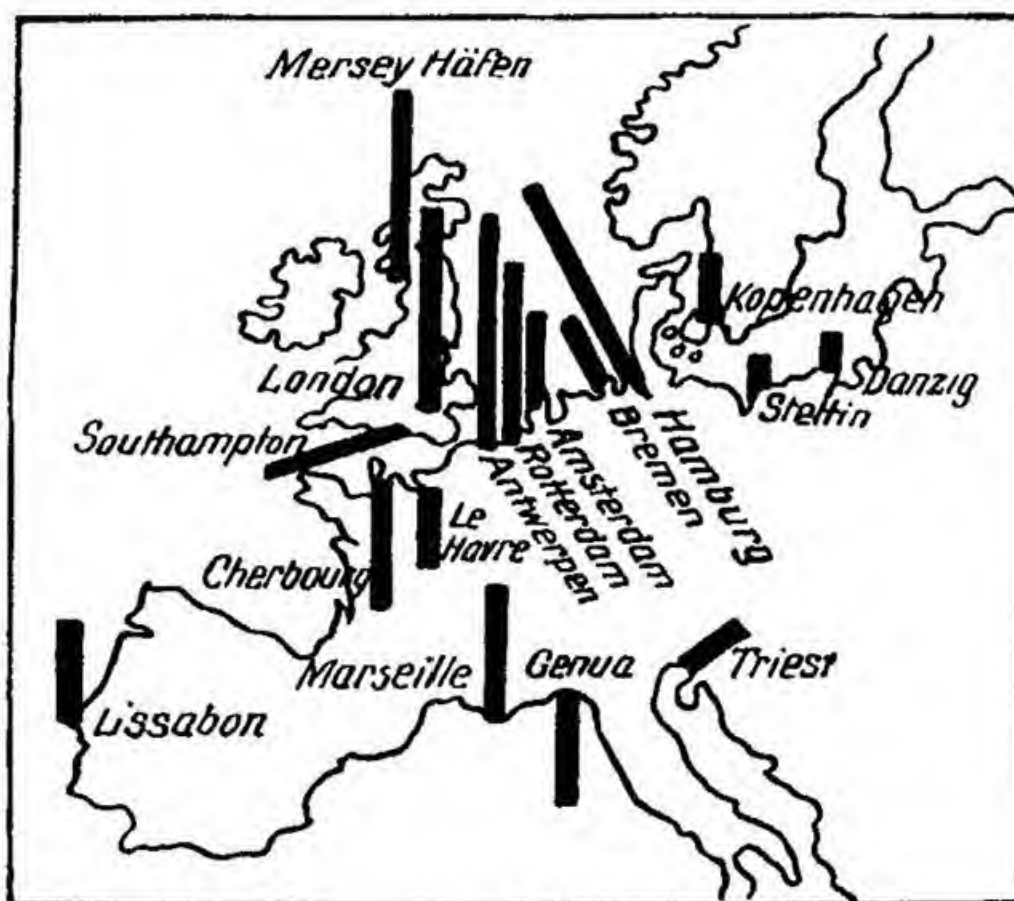 Mersey Häfen
Kopenhagen
London
Danzig
Stettin
Southampton
Hamburg
Bremen
Amsterdam
Rotterdam
Antwerpen
Le
Havre
Cherbourg
Marseille
Genua
Triest
Lissabon